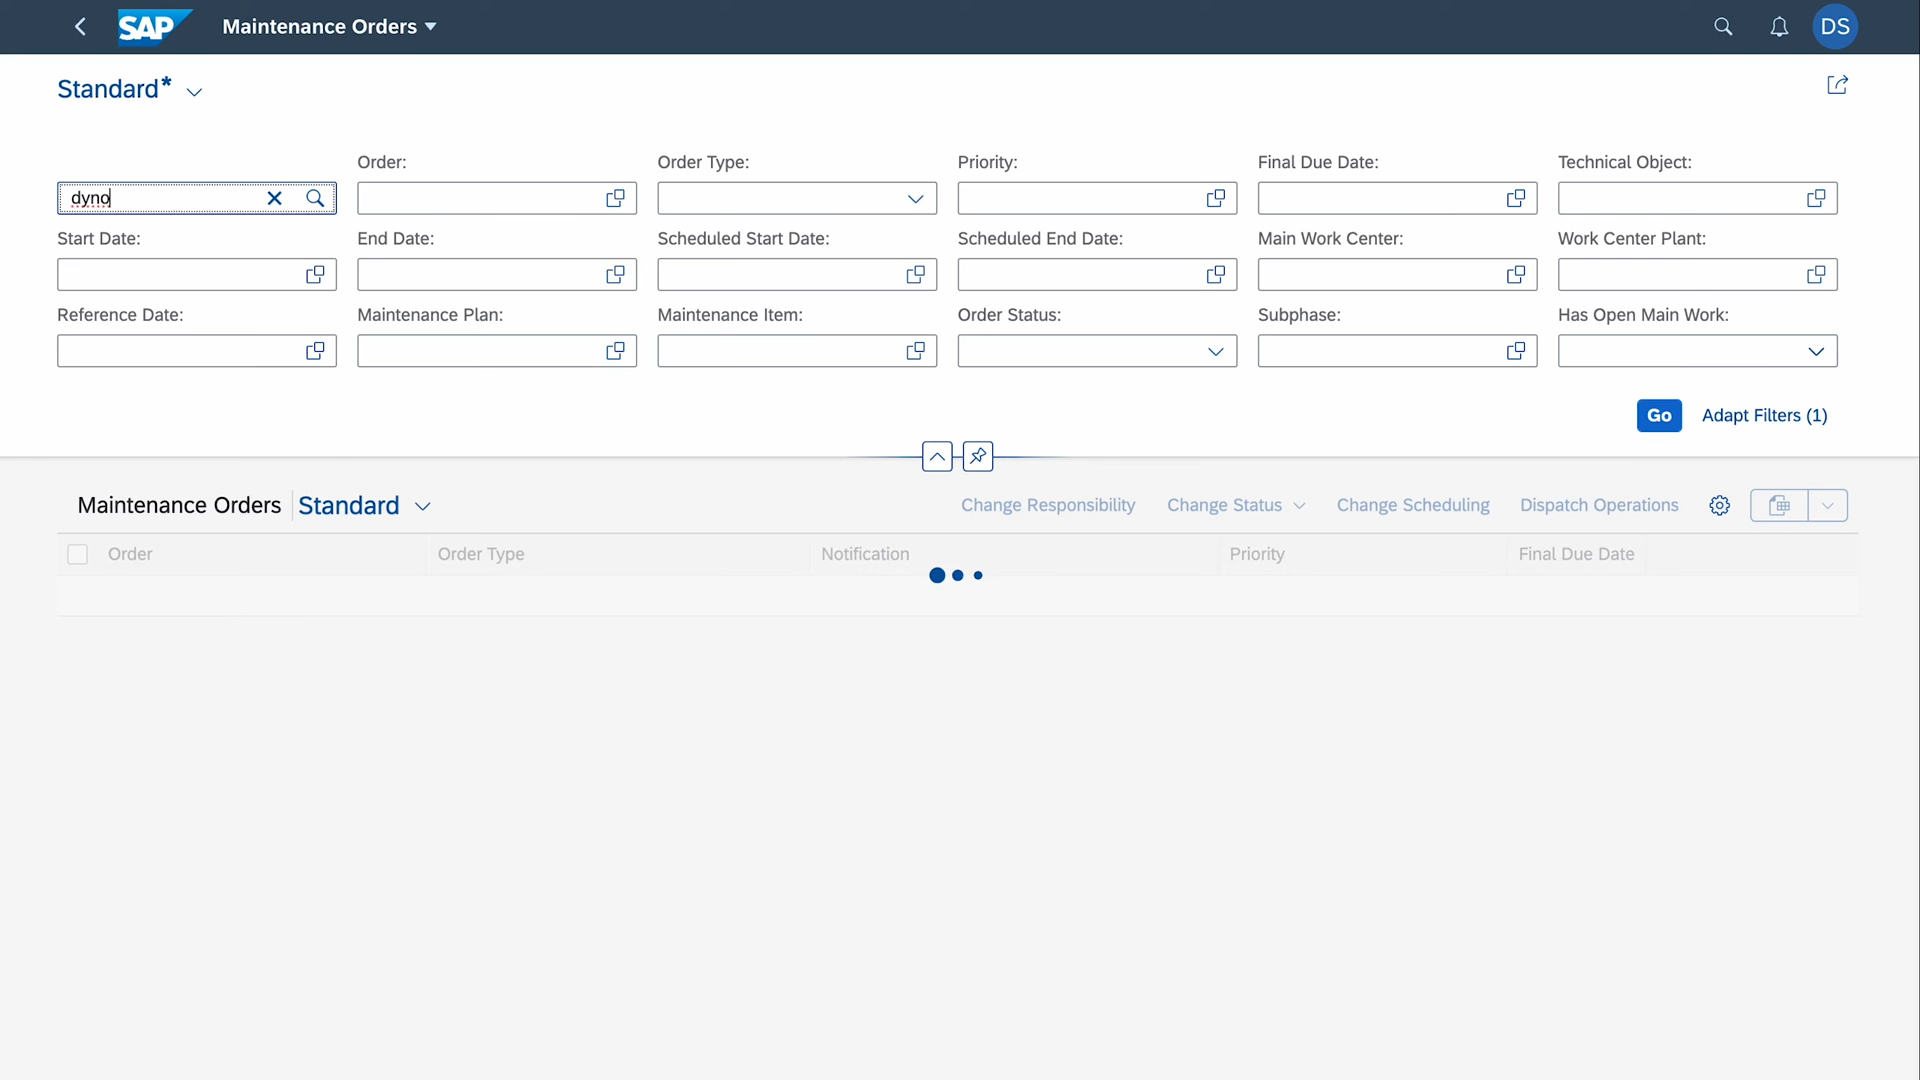 SAP Maintenance Orders DS
Standard*
Order: Order Type: Priority: Final Due Date: Technical Object:
dyno
Start Date: End Date: Scheduled Start Date: Scheduled End Date: Main Work Center: Work Center Plant:
Reference Date: Maintenance Plan: Maintenance Item: Order Status: Subphase: Has Open Main Work:
Go Adapt Filters (1)
Maintenance Orders Standard Change Responsibility Change Status Change Scheduling Dispatch Operations
Order Order Type Notification Priority Final Due Date